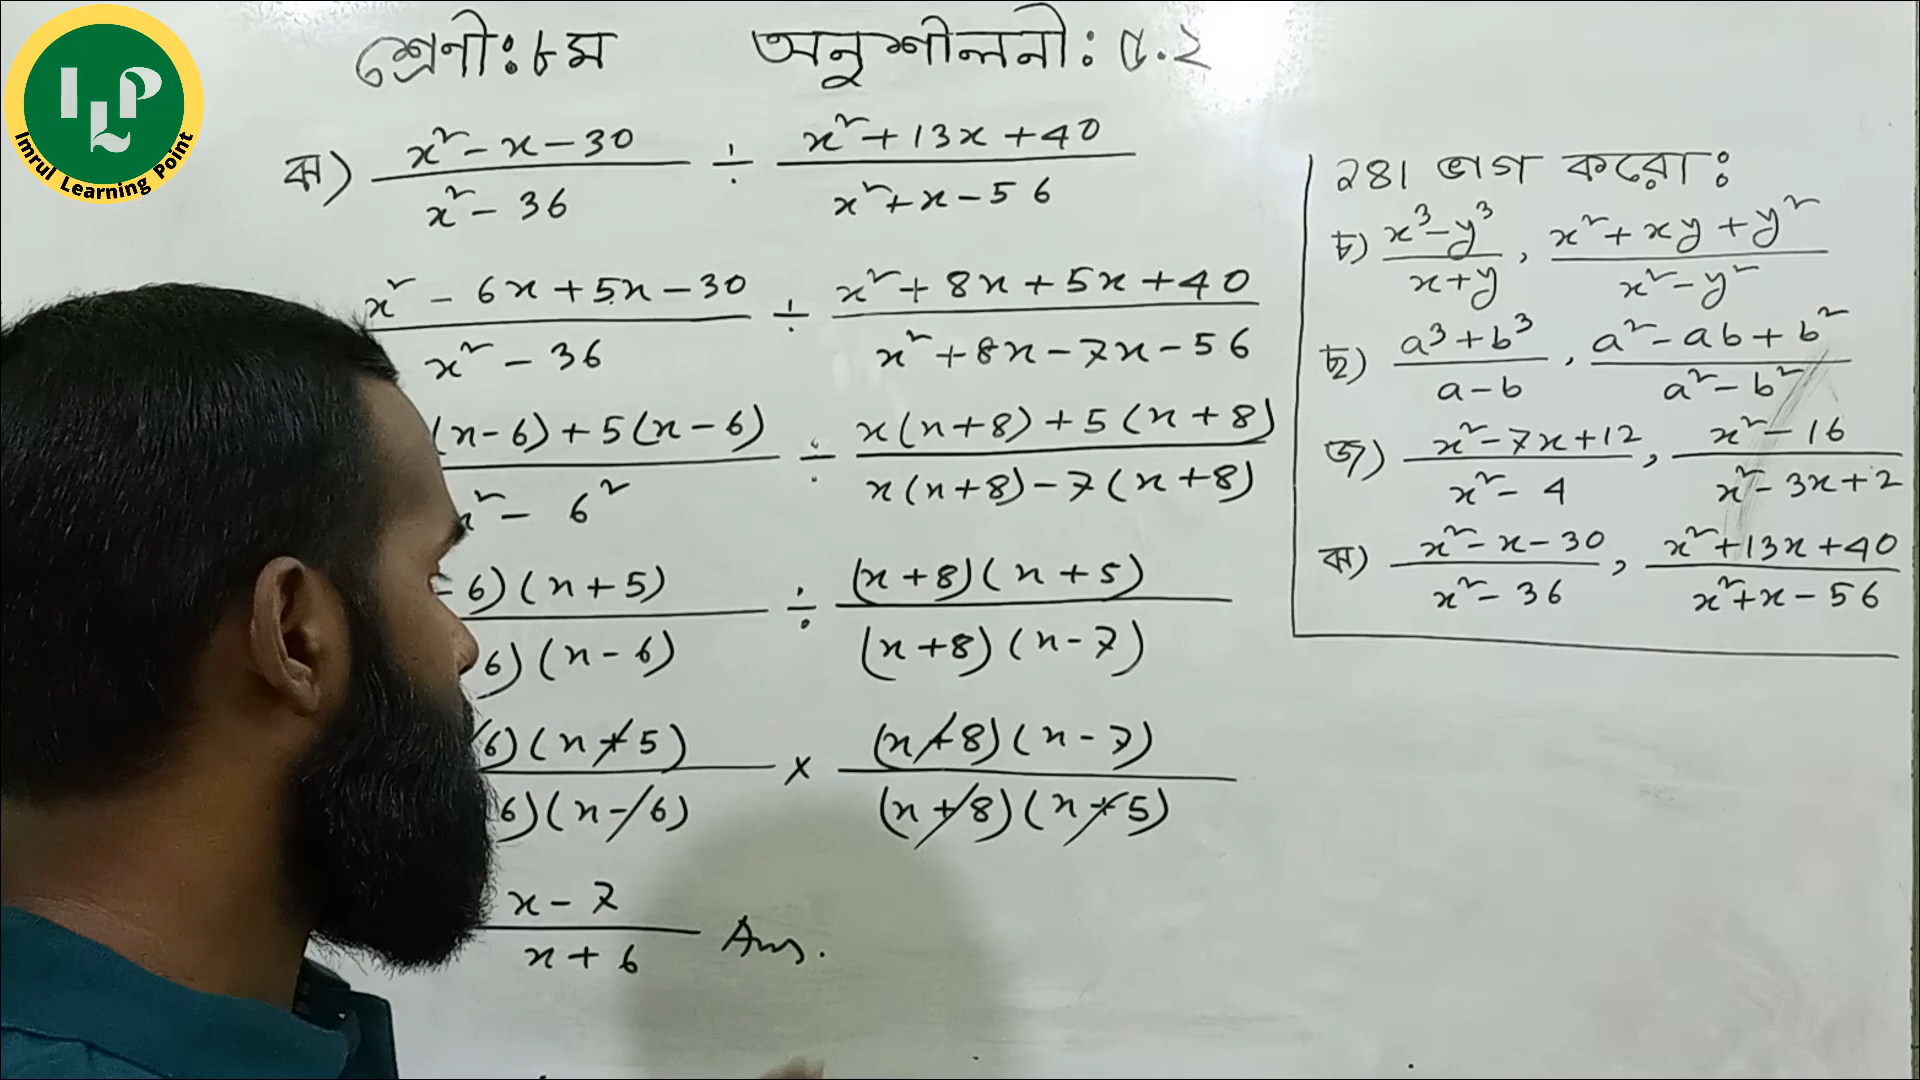 ILP
Imrul Learning Point
শ্রেনী: ৮ম অনুশীলনী: ৫.২
ঝ) x² - x - 30 / x² - 36 ÷ x² + 13x + 40 / x² + x - 56
x² - 6x + 5x - 30 / x² - 36 ÷ x² + 8x + 5x + 40 / x² + 8x - 7x - 56
(x-6) + 5(x-6) / x² - 6² ÷ x(x+8) + 5(x+8) / x(x+8) - 7(x+8)
-6)(x+5) / 6)(x-6) ÷ (x+8)(x+5) / (x+8)(x-7)
6)(x+5) / 6)(x-6) × (x+8)(x-7) / (x+8)(x+5)
x - 7 / x + 6 Ans.
২৪। ভাগ করো:
চ) x³ - y³ / x + y , x² + xy + y² / x² - y²
ছ) a³ + b³ / a - b , a² - ab + b² / a² - b²
জ) x² - 7x + 12 / x² - 4 , x² - 16 / x² - 3x + 2
ঝ) x² - x - 30 / x² - 36 , x² + 13x + 40 / x² + x - 56